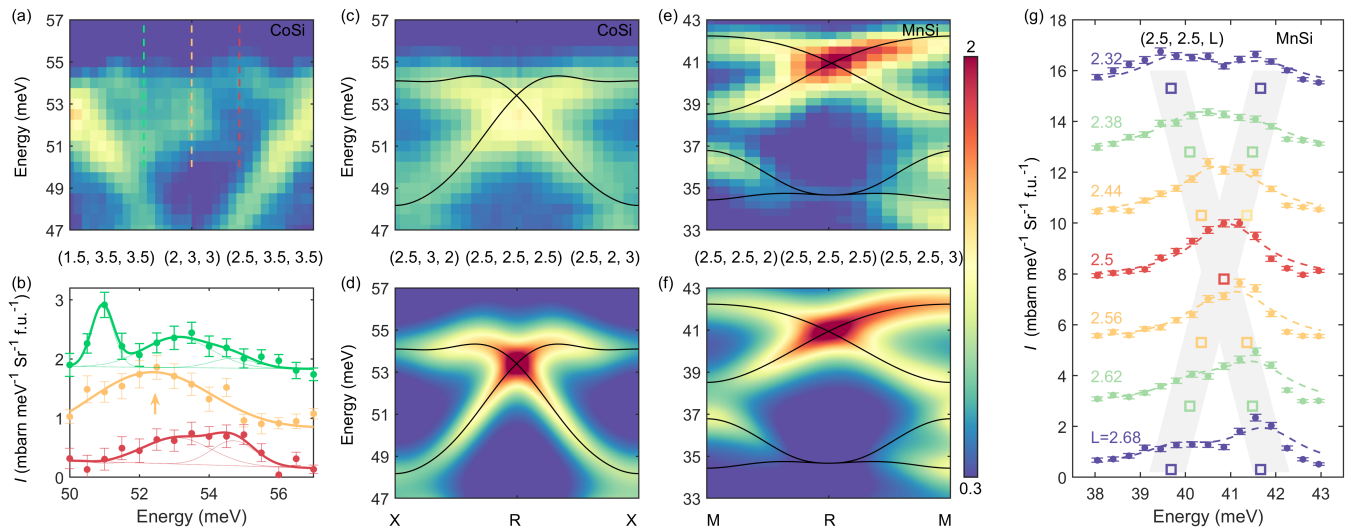 (a)
CoSi
57
55
53
51
49
47
Energy (meV)
(1.5, 3.5, 3.5)
(2, 3, 3)
(2.5, 3.5, 3.5)
(b)
3
2
1
0
I (mbarn meV⁻¹ Sr⁻¹ f.u.⁻¹)
50
52
54
56
Energy (meV)
(c)
CoSi
57
55
53
51
49
47
Energy (meV)
(2.5, 3, 2)
(2.5, 2.5, 2.5)
(2.5, 2, 3)
(d)
57
55
53
51
49
47
Energy (meV)
X
R
X
(e)
MnSi
43
41
39
37
35
33
Energy (meV)
(2.5, 2.5, 2)
(2.5, 2.5, 2.5)
(2.5, 2.5, 3)
(f)
43
41
39
37
35
33
Energy (meV)
M
R
M
2
0.3
(g)
(2.5, 2.5, L)
MnSi
16
14
12
10
8
6
4
2
0
I (mbarn meV⁻¹ Sr⁻¹ f.u.⁻¹)
2.32
2.38
2.44
2.5
2.56
2.62
L=2.68
38
39
40
41
42
43
Energy (meV)